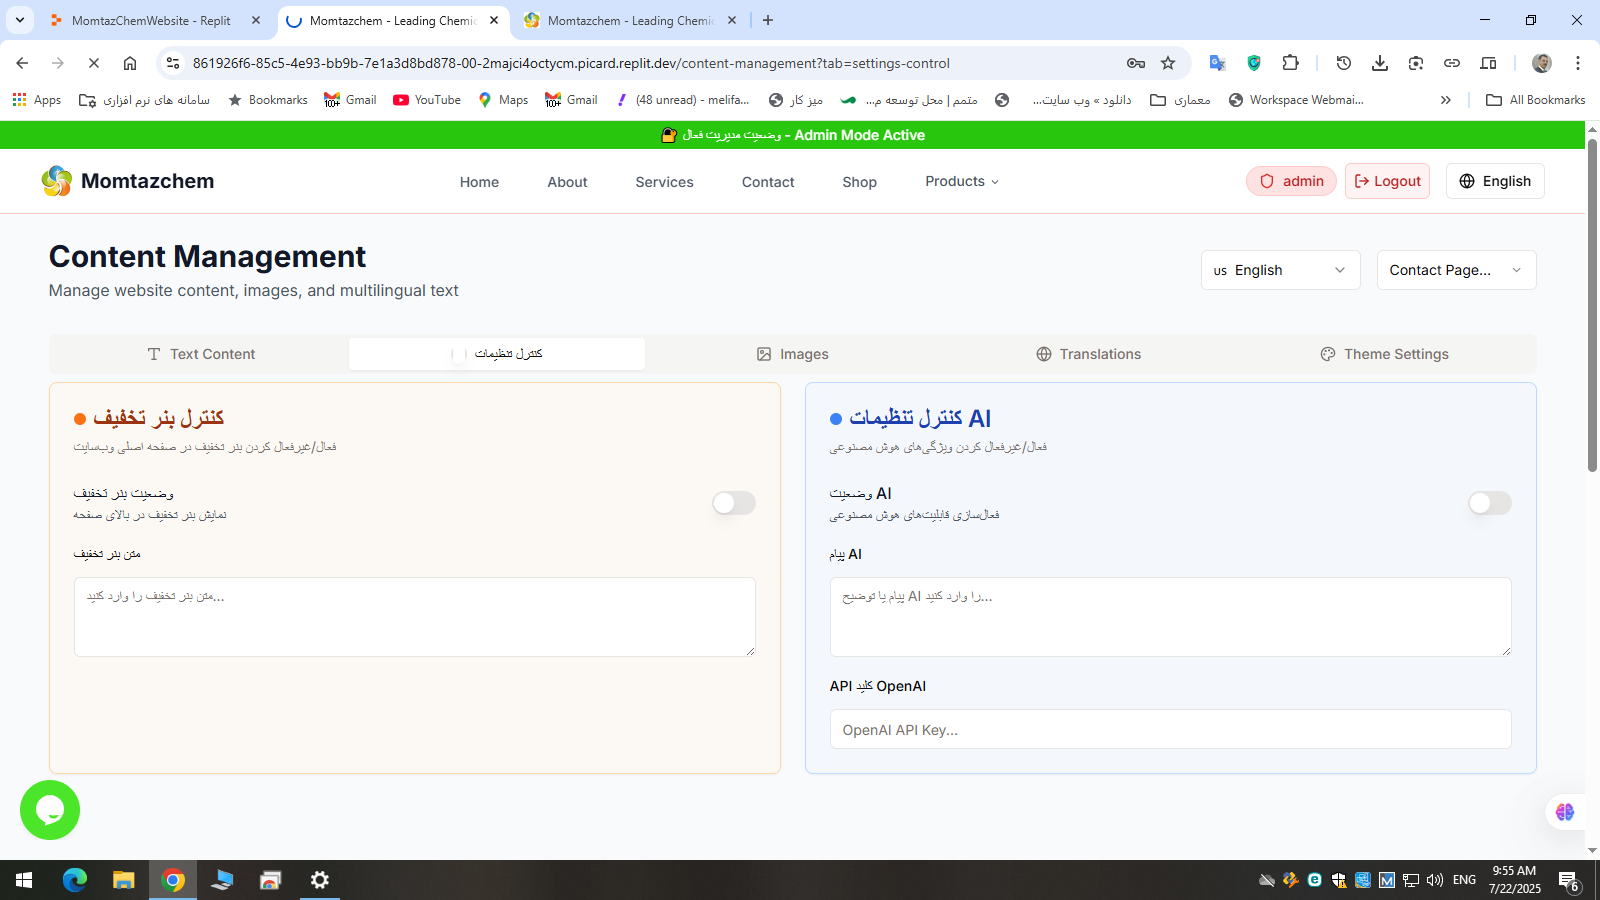 MomtazChemWebsite - Replit
Momtazchem - Leading Chemic
Momtazchem - Leading Chemic
861926f6-85c5-4e93-bb9b-7e1a3d8bd878-00-2majci4octycm.picard.replit.dev/content-management?tab=settings-control
Apps
سامانه های نرم افزاری
Bookmarks
Gmail
YouTube
Maps
Gmail
(48 unread) - melifa...
میز کار
متمم | محل توسعه م...
دانلود » وب سایت...
معماری
Workspace Webmai...
All Bookmarks
وضعیت مدیریت فعال - Admin Mode Active
Momtazchem
Home
About
Services
Contact
Shop
Products
admin
Logout
English
Content Management
Manage website content, images, and multilingual text
us English
Contact Page...
Text Content
کنترل تنظیمات
Images
Translations
Theme Settings
کنترل بنر تخفیف
فعال/غیرفعال کردن بنر تخفیف در صفحه اصلی وب‌سایت
وضعیت بنر تخفیف
نمایش بنر تخفیف در بالای صفحه
متن بنر تخفیف
متن بنر تخفیف را وارد کنید...
کنترل تنظیمات AI
فعال/غیرفعال کردن ویژگی‌های هوش مصنوعی
وضعیت AI
فعال‌سازی قابلیت‌های هوش مصنوعی
پیام AI
پیام یا توضیح AI را وارد کنید...
API کلید OpenAI
OpenAI API Key...
ENG
9:55 AM
7/22/2025
6